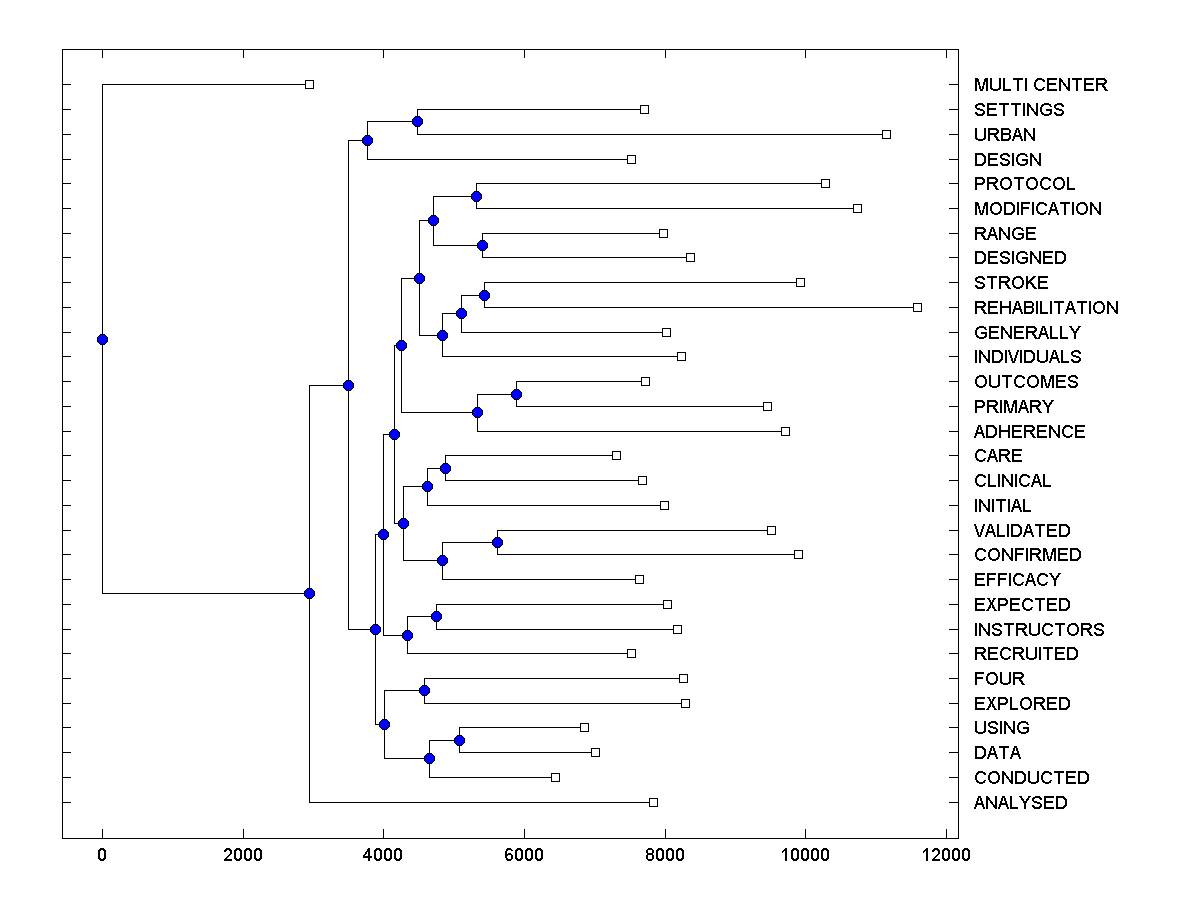 MULTI CENTER
SETTINGS
URBAN
DESIGN
PROTOCOL
MODIFICATION
RANGE
DESIGNED
STROKE
REHABILITATION
GENERALLY
INDIVIDUALS
OUTCOMES
PRIMARY
ADHERENCE
CARE
CLINICAL
INITIAL
VALIDATED
CONFIRMED
EFFICACY
EXPECTED
INSTRUCTORS
RECRUITED
FOUR
EXPLORED
USING
DATA
CONDUCTED
ANALYSED
0 2000 4000 6000 8000 10000 12000